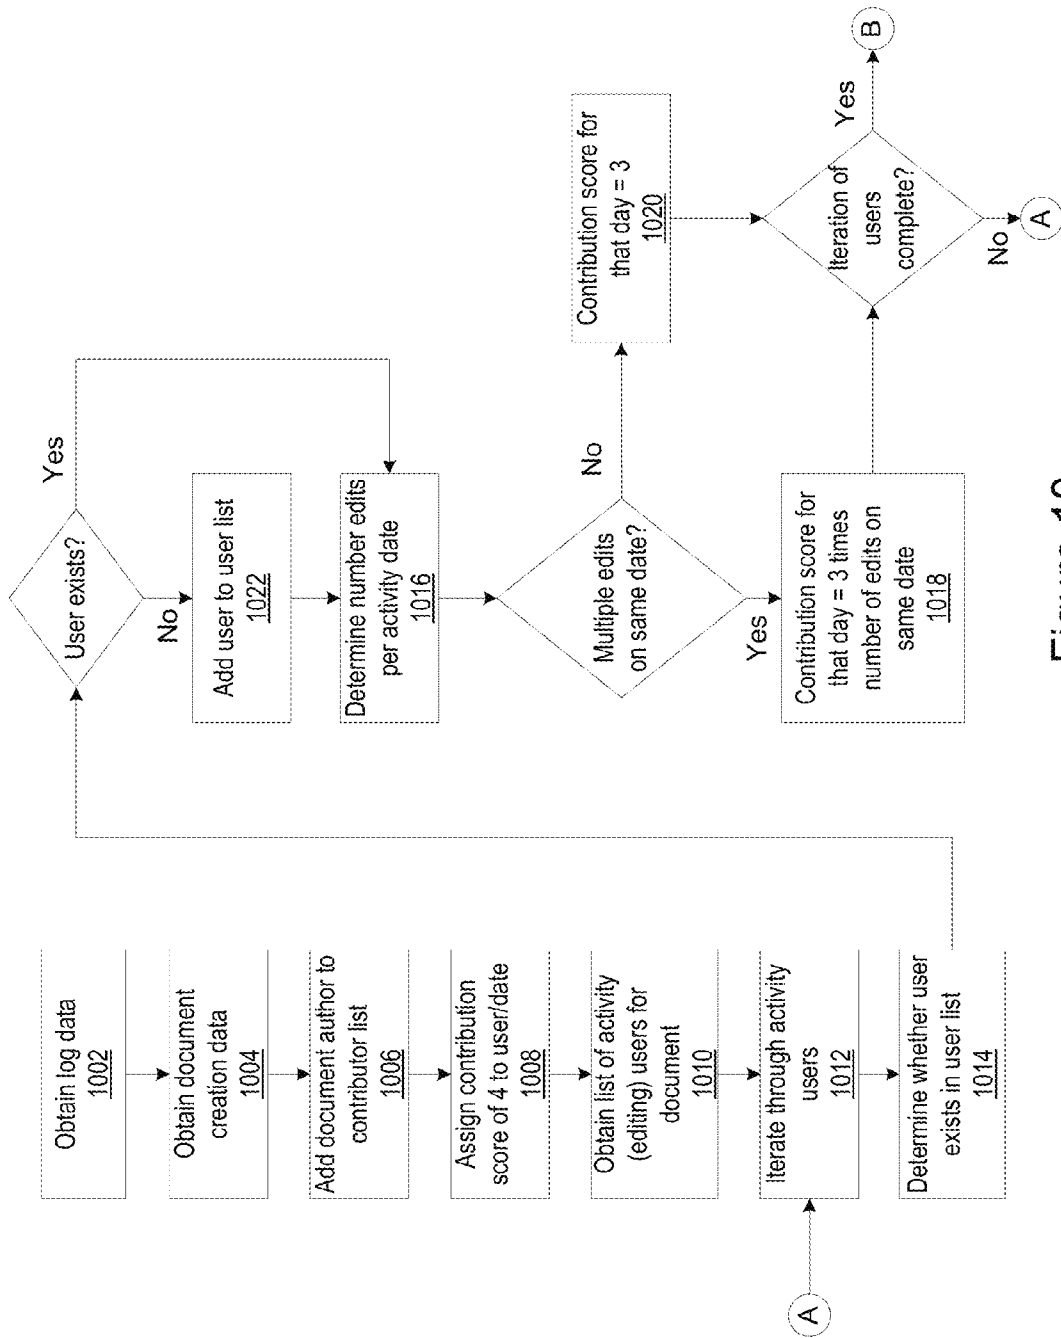 Obtain log data
1002
Obtain document
creation data
1004
Add document author to
contributor list
1006
Assign contribution
score of 4 to user/date
1008
Obtain list of activity
(editing) users for
document
1010
A
Iterate through activity
users
1012
Determine whether user
exists in user list
1014
User exists?
Yes
No
Add user to user list
1022
Determine number edits
per activity date
1016
Multiple edits
on same date?
No
Yes
Contribution score for
that day = 3 times
number of edits on
same date
1018
Contribution score for
that day = 3
1020
Iteration of
users
complete?
Yes
B
No
A